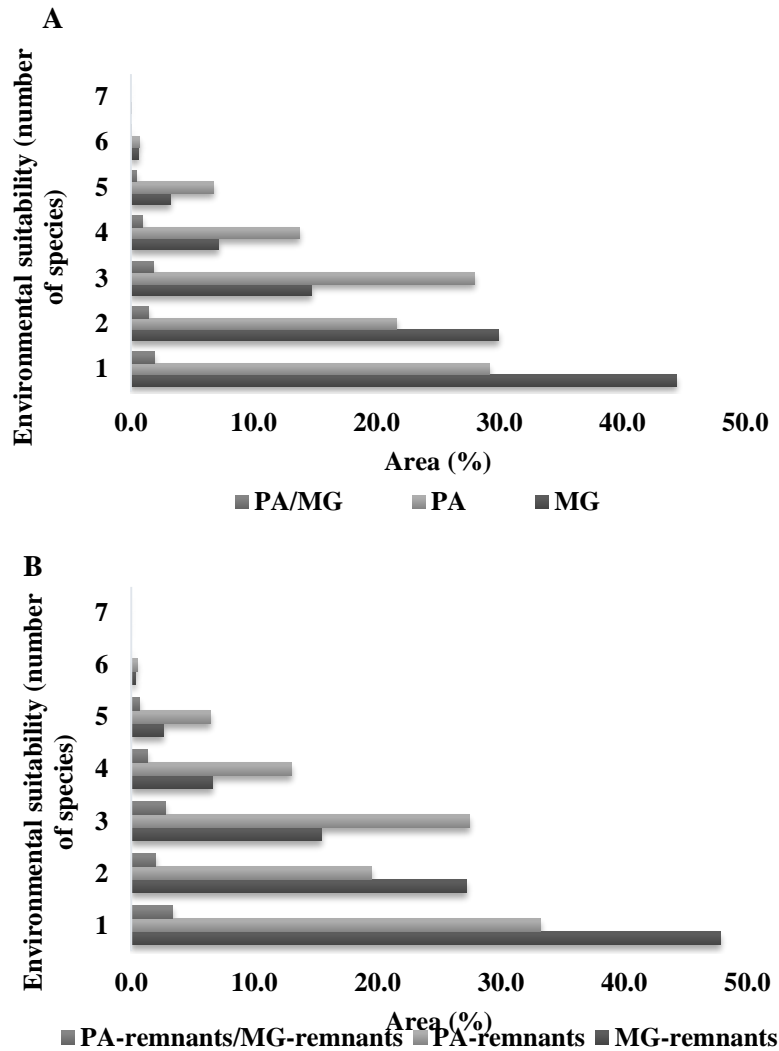 A
Environmental suitability (number
of species)
7
6
5
4
3
2
1
0.0 10.0 20.0 30.0 40.0 50.0
Area (%)
PA/MG PA MG
B
Environmental suitability (number
of species)
7
6
5
4
3
2
1
0.0 10.0 20.0 30.0 40.0 50.0
Area (%)
PA-remnants/MG-remnants PA-remnants MG-remnants